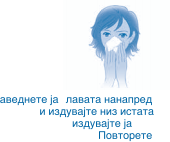 аведнете ја лавата нанапред
и издувајте низ истата
издувајте ја
Повторете